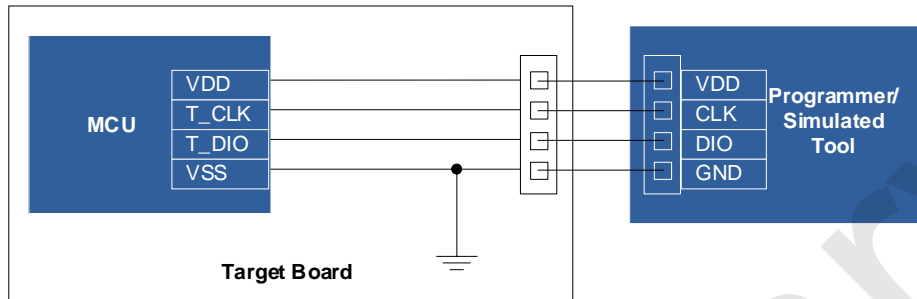 MCU
VDD
T_CLK
T_DIO
VSS
VDD
CLK
DIO
GND
Programmer/
Simulated
Tool
Target Board